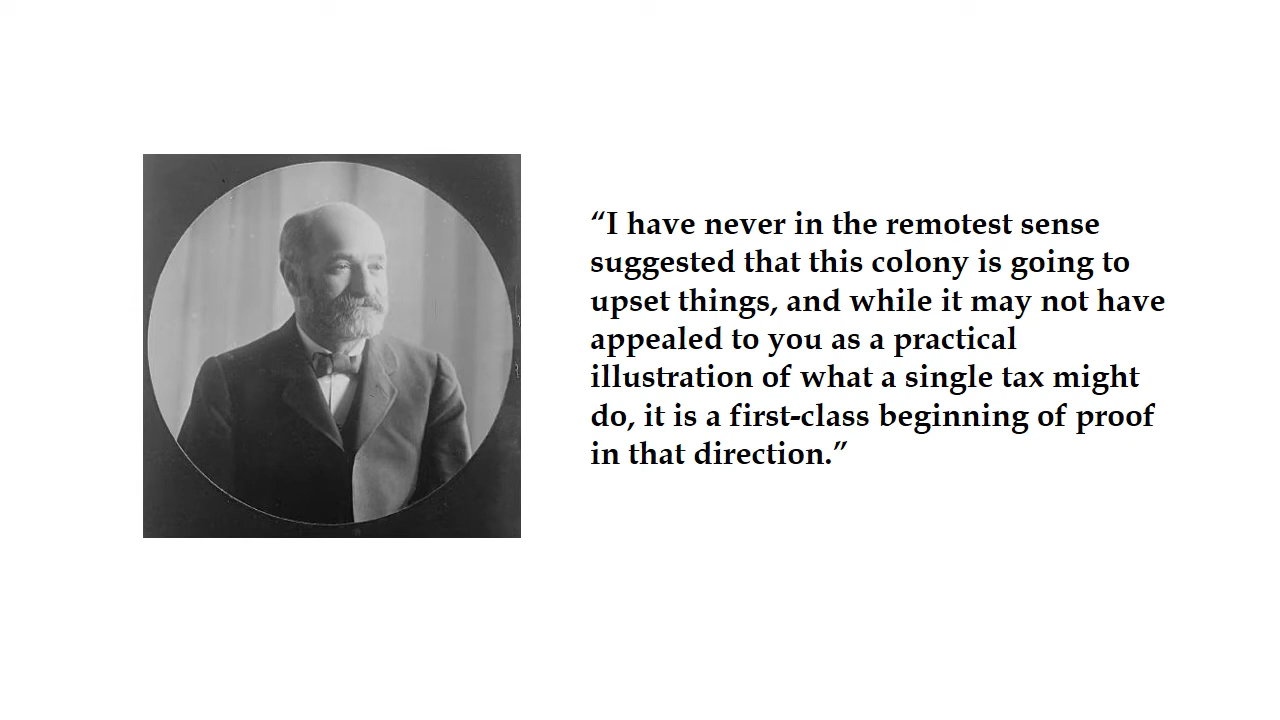 “I have never in the remotest sense
suggested that this colony is going to
upset things, and while it may not have
appealed to you as a practical
illustration of what a single tax might
do, it is a first-class beginning of proof
in that direction.”